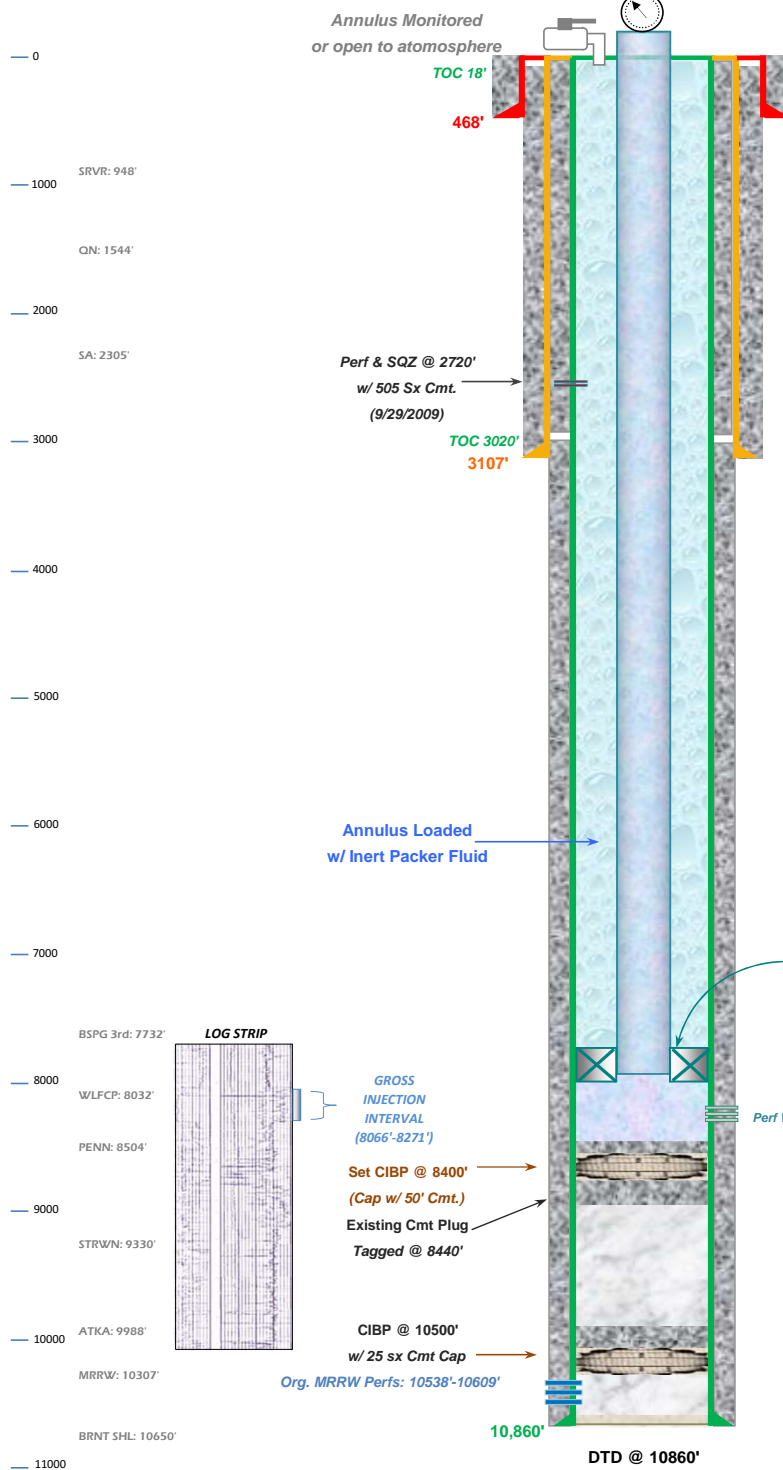 Annulus Monitored
or open to atomosphere
0
TOC 18'
468'
SRVR: 948'
1000
QN: 1544'
2000
SA: 2305'
Perf & SQZ @ 2720'
w/ 505 Sx Cmt.
(9/29/2009)
3000
TOC 3020'
3107'
4000
5000
6000
Annulus Loaded
w/ Inert Packer Fluid
7000
BSPG 3rd: 7732'
LOG STRIP
8000
WLFCP: 8032'
GROSS
INJECTION
INTERVAL
(8066'-8271')
Perf
PENN: 8504'
Set CIBP @ 8400'
(Cap w/ 50' Cmt.)
9000
Existing Cmt Plug
Tagged @ 8440'
STRWN: 9330'
ATKA: 9988'
10000
CIBP @ 10500'
w/ 25 sx Cmt Cap
MRRW: 10307'
Org. MRRW Perfs: 10538'-10609'
BRNT SHL: 10650'
10,860'
DTD @ 10860'
11000